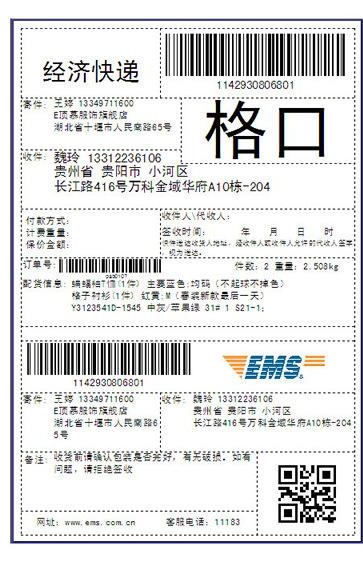 经济快递
1142930806801
寄件: 王婷 13349711600
E顶慕服饰旗舰店
湖北省十堰市人民商路65号
格口
收件: 魏玲 13312236106
贵州省 贵阳市 小河区
长江路416号万科金域华府A10栋-204
付款方式:
计费重量:
保价金额:
收件人\代收人:
签收时间: 年 月 日 时
快件送达收货人地址,经收件人或收件人允许的代收人签字
,视为送达.
订单号:
件数: 2 重量: 2.508kg
配货信息: 蝙蝠袖T恤(1件) 主要蓝色:均码 (不起球不掉色)
格子衬衫(1件) 红黄:M (春装新款最后一天)
Y3123541D-1545 中灰/苹果绿 31# 1 S21-1;
1142930806801
EMS
寄件: 王婷 13349711600
E顶慕服饰旗舰店
湖北省十堰市人民商路6
5号
收件: 魏玲 13312236106
贵州省 贵阳市 小河区
长江路416号万科金域华府A10栋-204
备注: 收货前请确认包装是否完好,有无破损。如有
问题,请拒绝签收
网址: www.ems.com.cn 客服电话: 11183